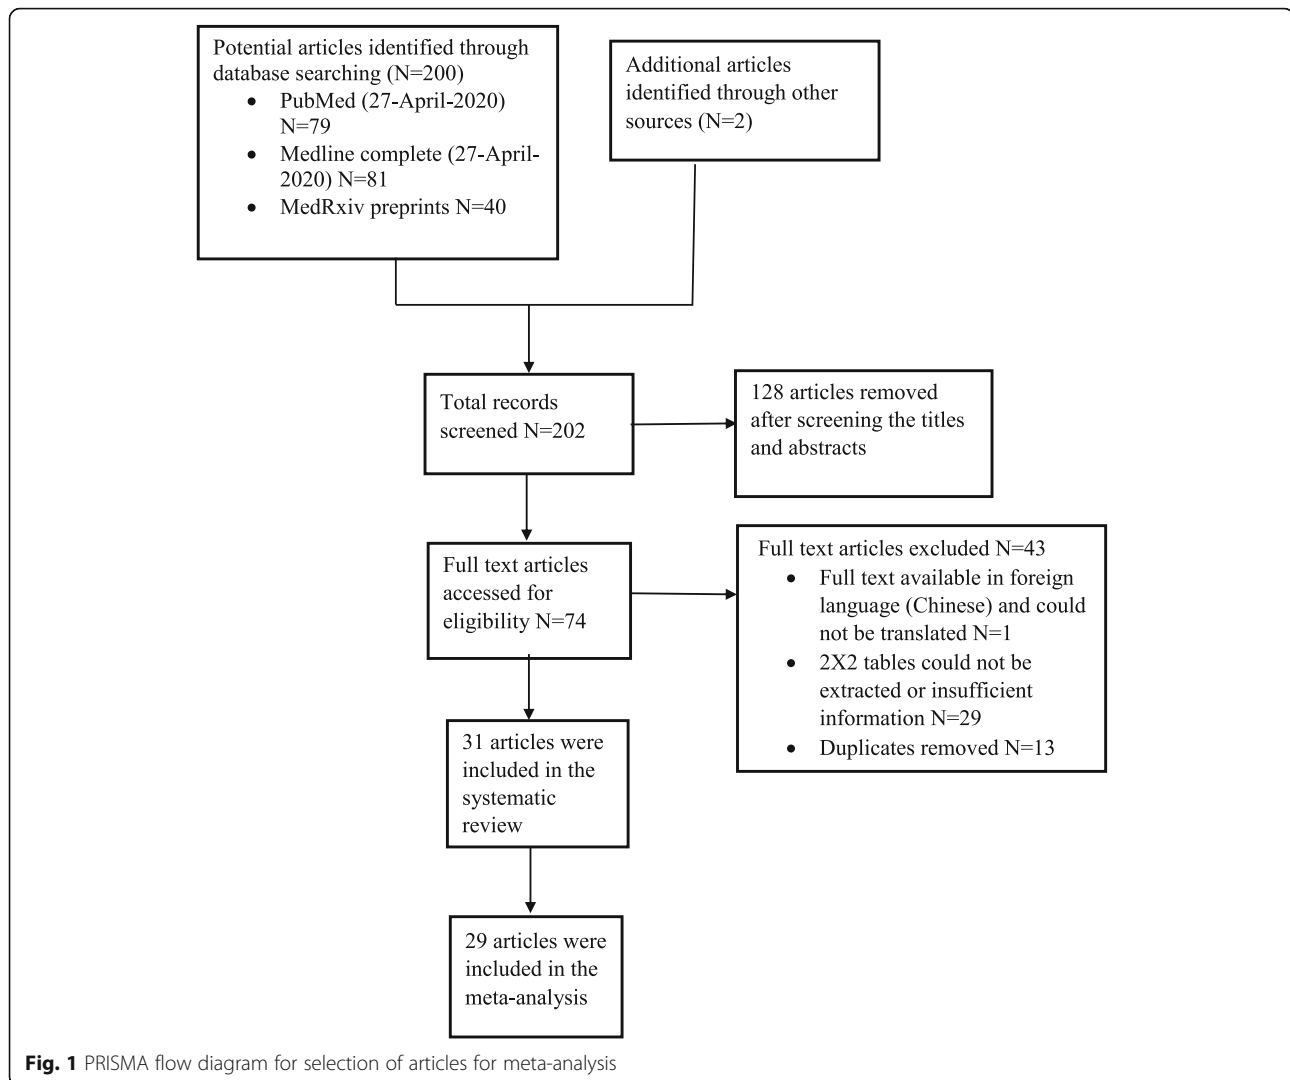 Potential articles identified through
database searching (N=200)
• PubMed (27-April-2020)
N=79
• Medline complete (27-April-
2020) N=81
• MedRxiv preprints N=40
Additional articles
identified through other
sources (N=2)
Total records
screened N=202
128 articles removed
after screening the titles
and abstracts
Full text articles
accessed for
eligibility N=74
Full text articles excluded N=43
• Full text available in foreign
language (Chinese) and could
not be translated N=1
• 2X2 tables could not be
extracted or insufficient
information N=29
• Duplicates removed N=13
31 articles were
included in the
systematic
review
29 articles were
included in the
meta-analysis
Fig. 1 PRISMA flow diagram for selection of articles for meta-analysis